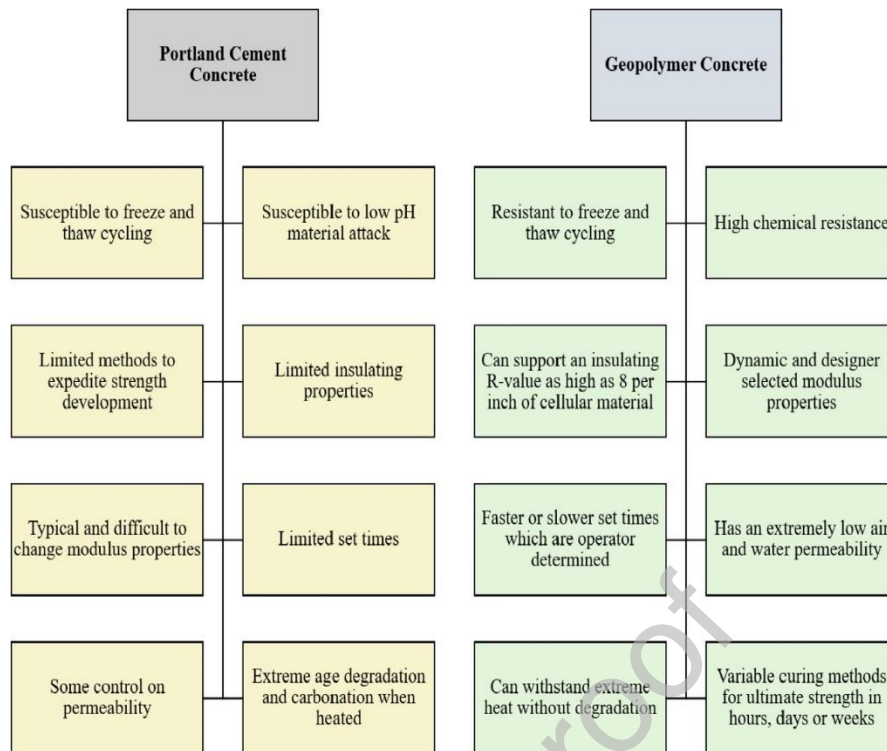 Portland Cement
Concrete
Geopolymer Concrete
Susceptible to freeze and
thaw cycling
Susceptible to low pH
material attack
Resistant to freeze and
thaw cycling
High chemical resistance
Limited methods to
expedite strength
development
Limited insulating
properties
Can support an insulating
R-value as high as 8 per
inch of cellular material
Dynamic and designer
selected modulus
properties
Typical and difficult to
change modulus properties
Limited set times
Faster or slower set times
which are operator
determined
Has an extremely low air
and water permeability
Some control on
permeability
Extreme age degradation
and carbonation when
heated
Can withstand extreme
heat without degradation
Variable curing methods
for ultimate strength in
hours, days or weeks
roof